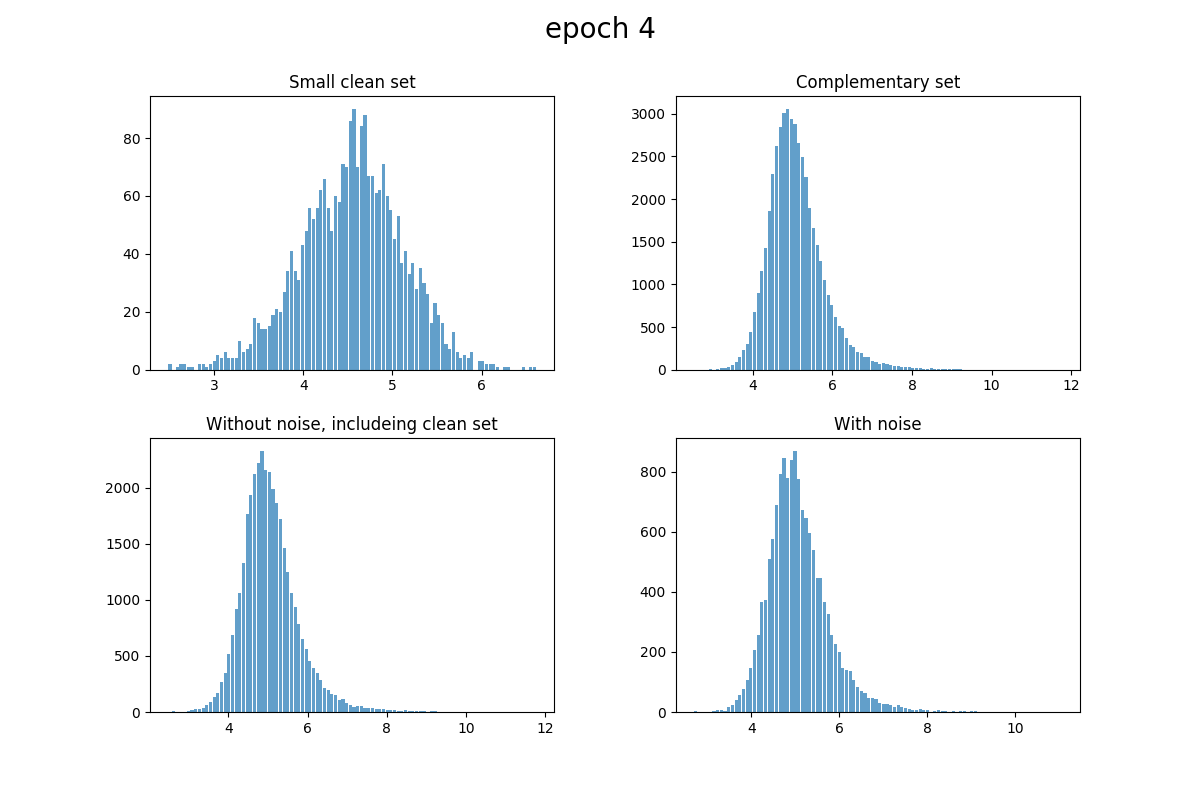 epoch 4
Small clean set
80
60
40
20
0
3 4 5 6
Complementary set
3000
2500
2000
1500
1000
500
0
4 6 8 10 12
Without noise, includeing clean set
2000
1500
1000
500
0
4 6 8 10 12
With noise
800
600
400
200
0
4 6 8 10